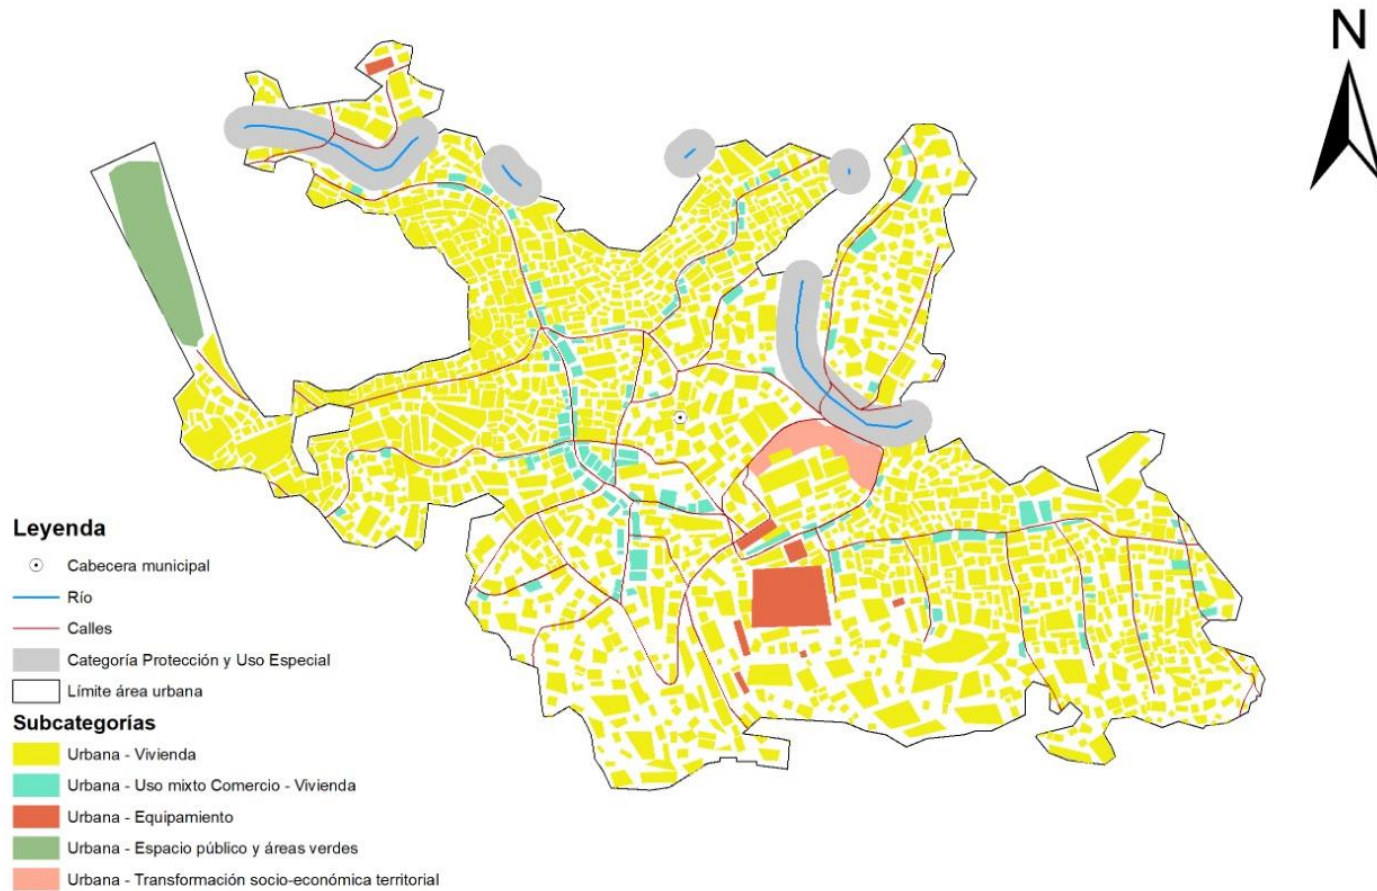 N
Leyenda
Cabecera municipal
Río
Calles
Categoría Protección y Uso Especial
Límite área urbana
Subcategorías
Urbana - Vivienda
Urbana - Uso mixto Comercio - Vivienda
Urbana - Equipamiento
Urbana - Espacio público y áreas verdes
Urbana - Transformación socio-económica territorial